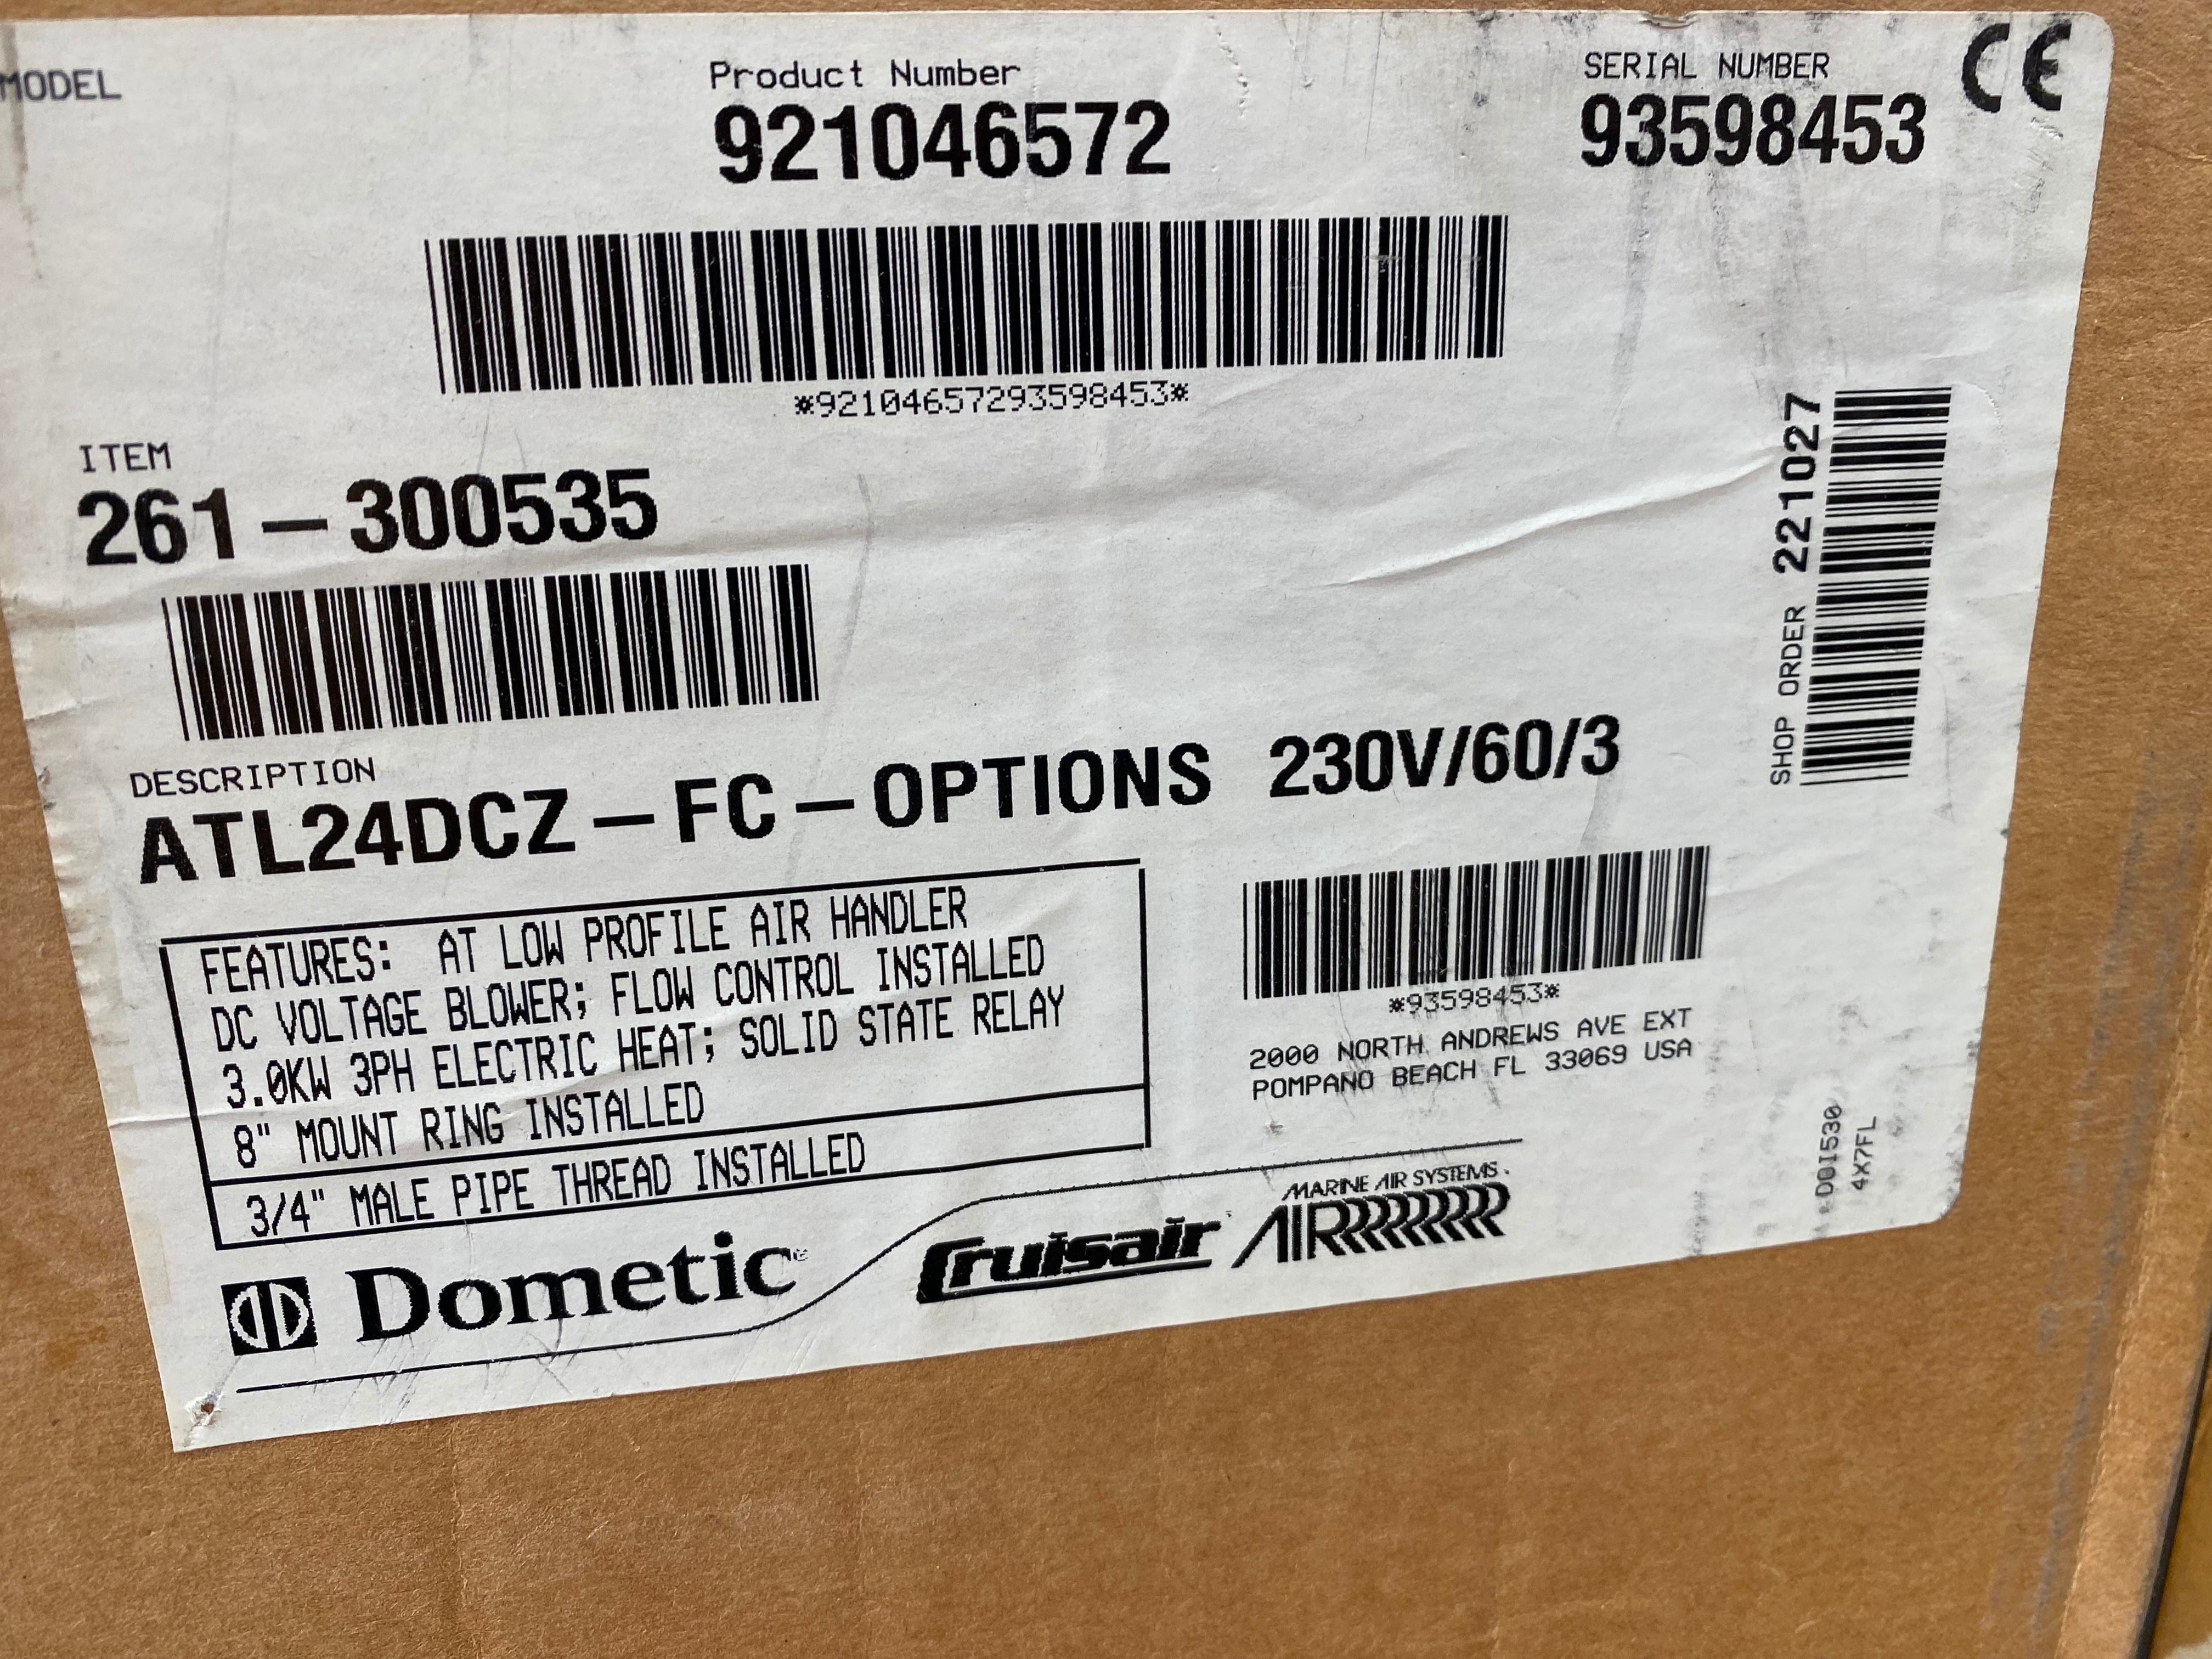 MODEL
Product Number
921046572
SERIAL NUMBER
93598453
CE
*92104657293598453*
ITEM
261-300535
SHOP ORDER 221027
DESCRIPTION
ATL24DCZ-FC-OPTIONS 230V/60/3
FEATURES: AT LOW PROFILE AIR HANDLER
DC VOLTAGE BLOWER; FLOW CONTROL INSTALLED
3.0KW 3PH ELECTRIC HEAT; SOLID STATE RELAY
8" MOUNT RING INSTALLED
3/4" MALE PIPE THREAD INSTALLED
*93598453*
2000 NORTH ANDREWS AVE EXT
POMPANO BEACH FL 33069 USA
4X7FL
Dometic
Cruisair
MARINE AIR SYSTEMS
AIR